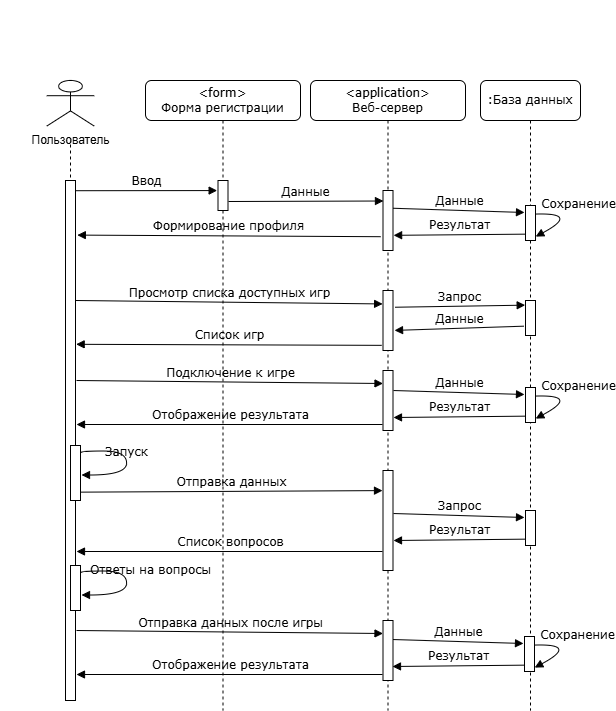 <form>
Форма регистрации
<application>
Веб-сервер
:База данных
Пользователь
Ввод
Данные
Данные
Сохранение
Формирование профиля
Результат
Просмотр списка доступных игр
Запрос
Данные
Список игр
Подключение к игре
Данные
Сохранение
Отображение результата
Результат
Запуск
Отправка данных
Запрос
Результат
Список вопросов
Ответы на вопросы
Отправка данных после игры
Данные
Сохранение
Отображение результата
Результат